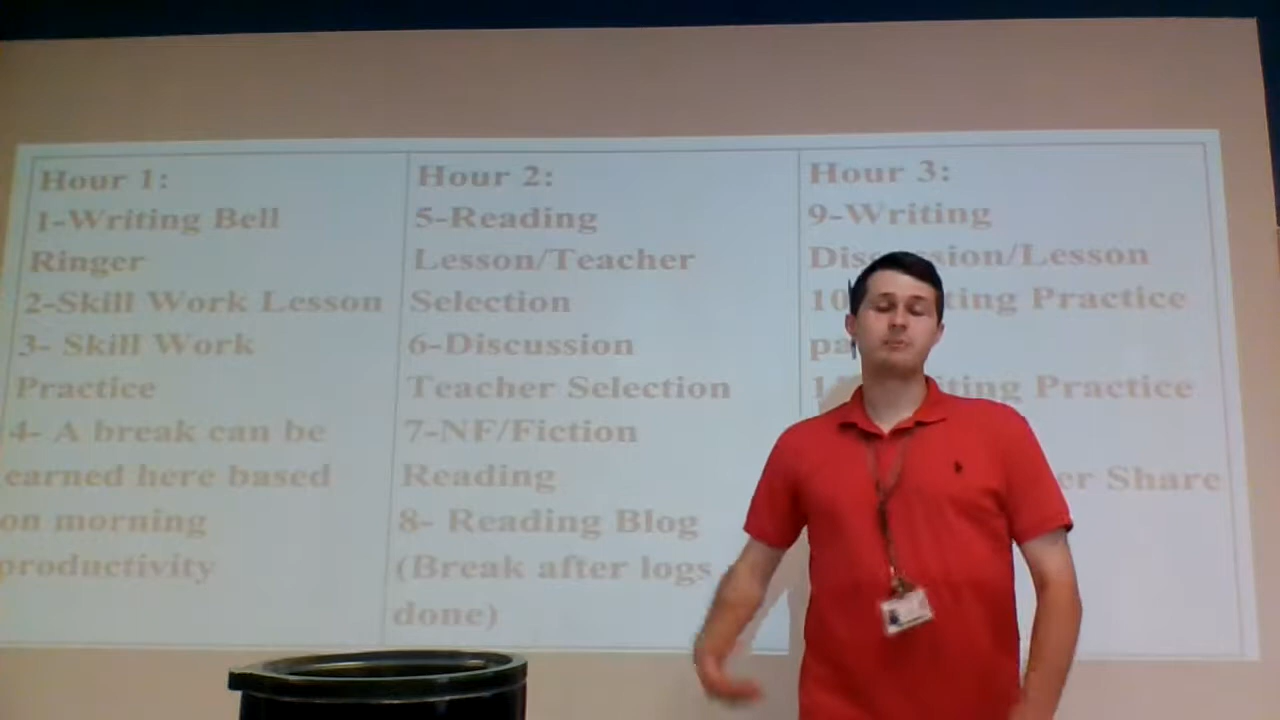 Hour 1:
1-Writing Bell
Ringer
2-Skill Work Lesson
3- Skill Work
Practice
4- A break can be
earned here based
on morning
productivity
Hour 2:
5-Reading
Lesson/Teacher
Selection
6-Discussion
Teacher Selection
7-NF/Fiction
Reading
8- Reading Blog
(Break after logs
done)
Hour 3:
9-Writing
Lesson
Practice
Practice
Share